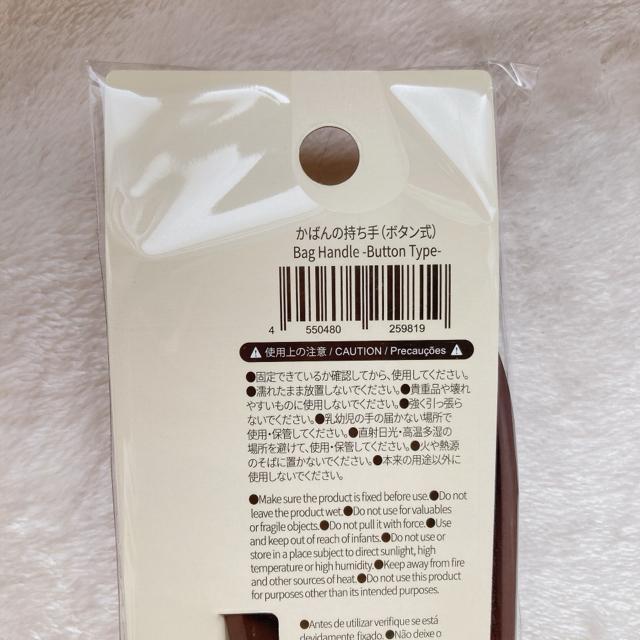 かばんの持ち手（ボタン式）
Bag Handle -Button Type-
4 550480 259819
使用上の注意 / CAUTION / Precauções
●固定できているか確認してから、使用してください。
●濡れたまま放置しないでください。●貴重品や壊れ
やすいものに使用しないでください。●強く引っ張ら
ないでください。●乳幼児の手の届かない場所で
使用・保管してください。●直射日光・高温多湿の
場所を避けて、使用・保管してください。●火や熱源
のそばに置かないでください。●本来の用途以外に
使用しないでください。
●Make sure the product is fixed before use.●Do not
leave the product wet.●Do not use for valuables
or fragile objects.●Do not pull it with force.●Use
and keep out of reach of infants.●Do not use or
store in a place subject to direct sunlight, high
temperature or high humidity.●Keep away from fire
and other sources of heat.●Do not use this product
for purposes other than its intended purposes.
●Antes de utilizar verifique se está
devidamente fixado. ●Não deixe o